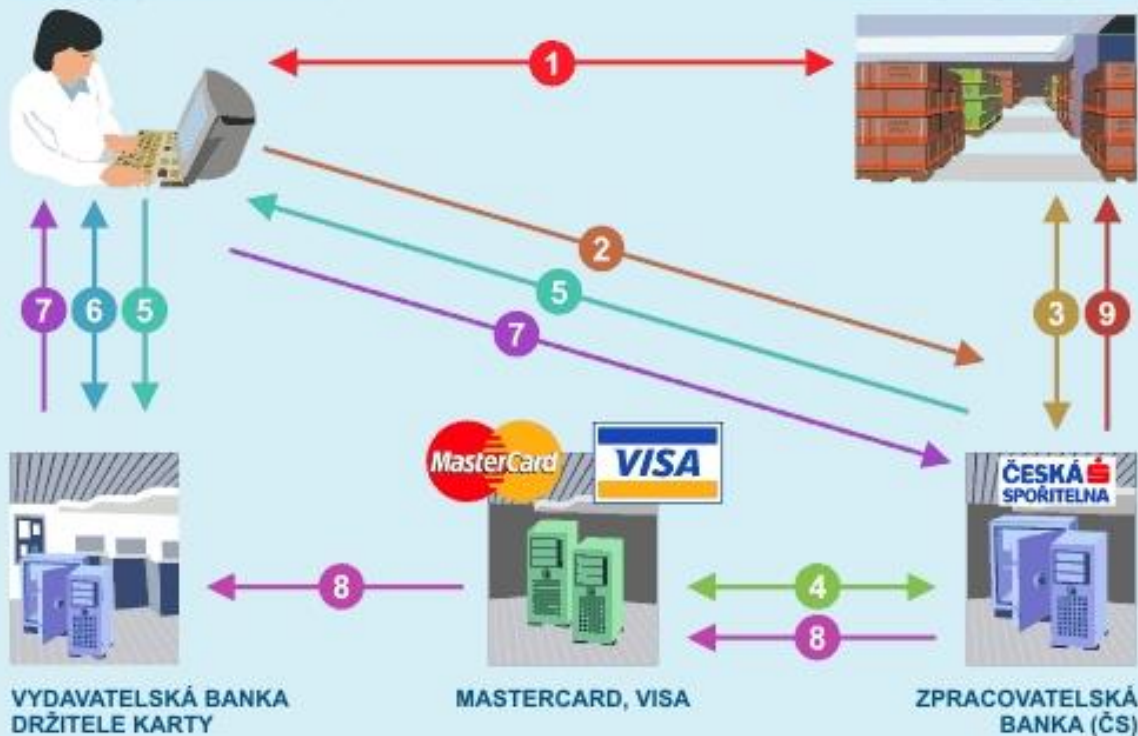 1
2
5
7
7
6
5
3
9
MasterCard
VISA
ČESKÁ
SPOŘITELNA
8
4
8
VYDAVATELSKÁ BANKA
DRŽITELE KARTY
MASTERCARD, VISA
ZPRACOVATELSKÁ
BANKA (ČS)